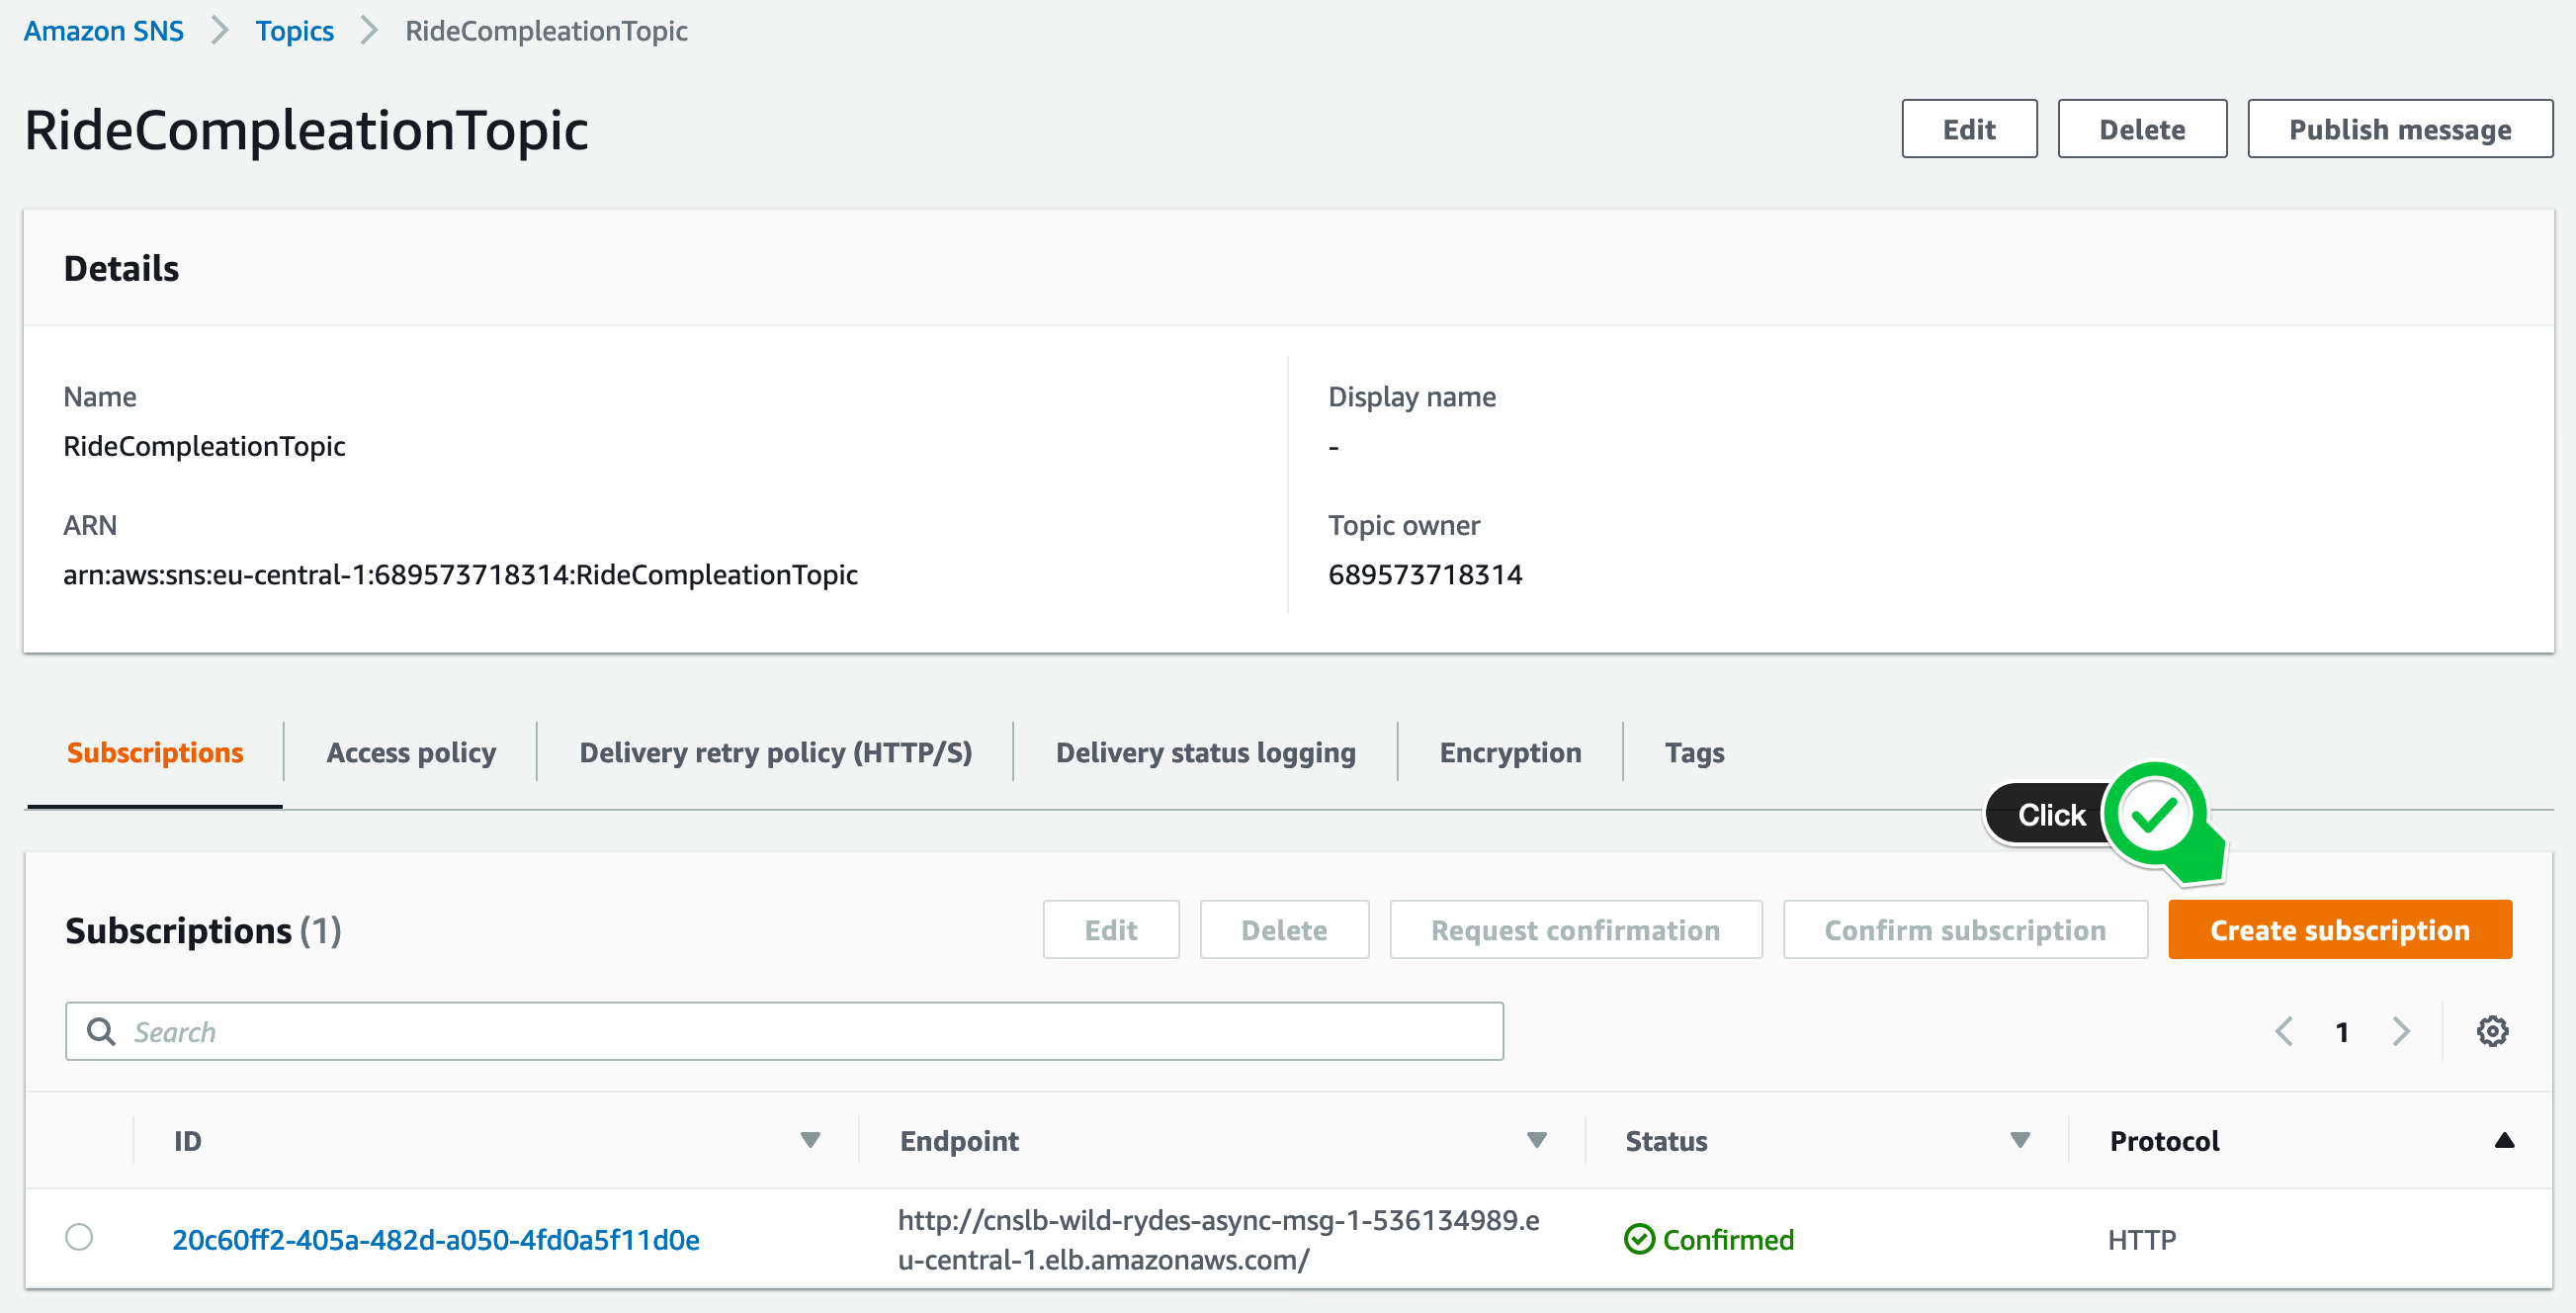 Amazon SNS > Topics > RideCompleationTopic
RideCompleationTopic
Edit Delete Publish message
Details
Name
RideCompleationTopic
ARN
arn:aws:sns:eu-central-1:689573718314:RideCompleationTopic
Display name
-
Topic owner
689573718314
Subscriptions Access policy Delivery retry policy (HTTP/S) Delivery status logging Encryption Tags
Click
Subscriptions (1) Edit Delete Request confirmation Confirm subscription Create subscription
Search 1
ID Endpoint Status Protocol
20c60ff2-405a-482d-a050-4fd0a5f11d0e
http://cnslb-wild-rydes-async-msg-1-536134989.e
u-central-1.elb.amazonaws.com/
Confirmed
HTTP